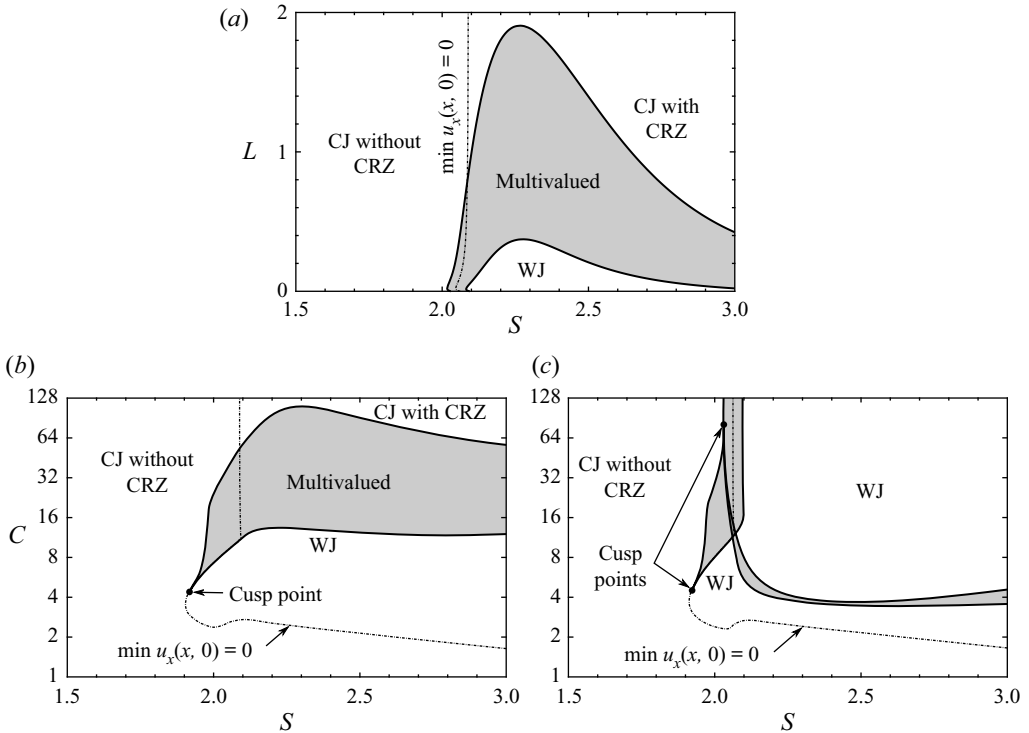 (a)
2
1
0
L
CJ without
CRZ
min u_x(x, 0) = 0
CJ with
CRZ
Multivalued
WJ
1.5 2.0 2.5 3.0
S
(b)
128
64
32
16
8
4
2
1
C
CJ without
CRZ
CJ with CRZ
Multivalued
WJ
Cusp point
min u_x(x, 0) = 0
1.5 2.0 2.5 3.0
S
(c)
128
64
32
16
8
4
2
1
CJ without
CRZ
WJ
Cusp
points
WJ
min u_x(x, 0) = 0
1.5 2.0 2.5 3.0
S